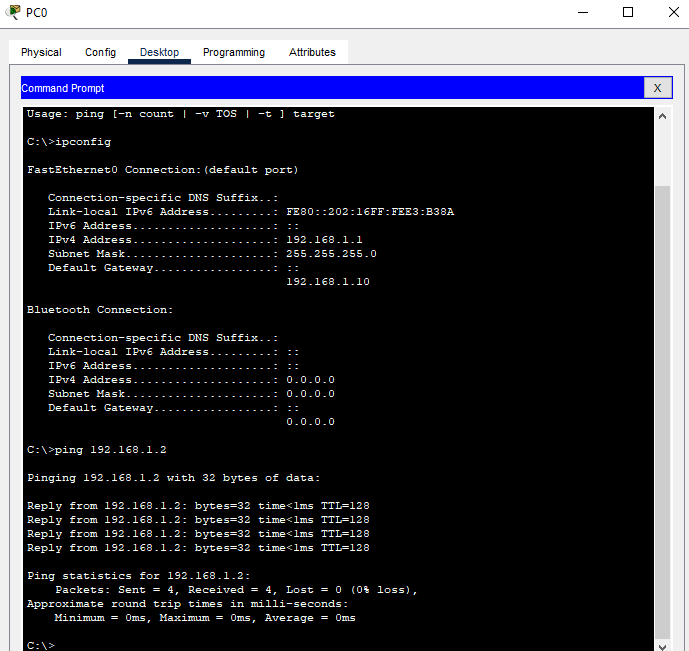 PC0
Physical Config Desktop Programming Attributes
Command Prompt X
Usage: ping [-n count | -v TOS | -t ] target
C:\>ipconfig
FastEthernet0 Connection:(default port)
Connection-specific DNS Suffix..:
Link-local IPv6 Address.........: FE80::202:16FF:FEE3:B38A
IPv6 Address....................: ::
IPv4 Address....................: 192.168.1.1
Subnet Mask.....................: 255.255.255.0
Default Gateway.................: ::
192.168.1.10
Bluetooth Connection:
Connection-specific DNS Suffix..:
Link-local IPv6 Address.........: ::
IPv6 Address....................: ::
IPv4 Address....................: 0.0.0.0
Subnet Mask.....................: 0.0.0.0
Default Gateway.................: ::
0.0.0.0
C:\>ping 192.168.1.2
Pinging 192.168.1.2 with 32 bytes of data:
Reply from 192.168.1.2: bytes=32 time<1ms TTL=128
Reply from 192.168.1.2: bytes=32 time<1ms TTL=128
Reply from 192.168.1.2: bytes=32 time<1ms TTL=128
Reply from 192.168.1.2: bytes=32 time<1ms TTL=128
Ping statistics for 192.168.1.2:
Packets: Sent = 4, Received = 4, Lost = 0 (0% loss),
Approximate round trip times in milli-seconds:
Minimum = 0ms, Maximum = 0ms, Average = 0ms
C:\>